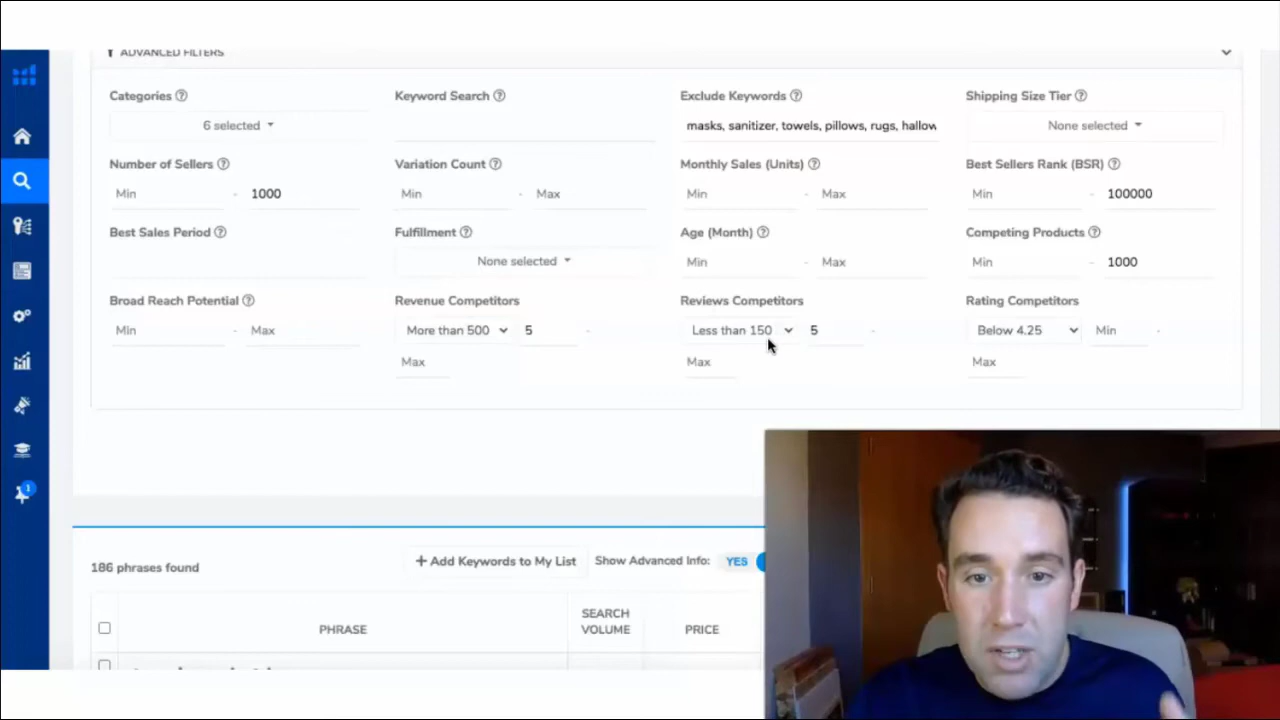 ADVANCED FILTERS
Categories
Keyword Search
Exclude Keywords
Shipping Size Tier
6 selected
masks, sanitizer, towels, pillows, rugs, hallow
None selected
Number of Sellers
Variation Count
Monthly Sales (Units)
Best Sellers Rank (BSR)
Min - 1000
Min - Max
Min - Max
Min - 100000
Best Sales Period
Fulfillment
Age (Month)
Competing Products
None selected
Min - Max
Min - 1000
Broad Reach Potential
Revenue Competitors
Reviews Competitors
Rating Competitors
Min - Max
More than 500 5 -
Less than 150 5 -
Below 4.25 Min -
Max
Max
Max
186 phrases found
+ Add Keywords to My List
Show Advanced Info: YES
PHRASE
SEARCH
VOLUME
PRICE
1